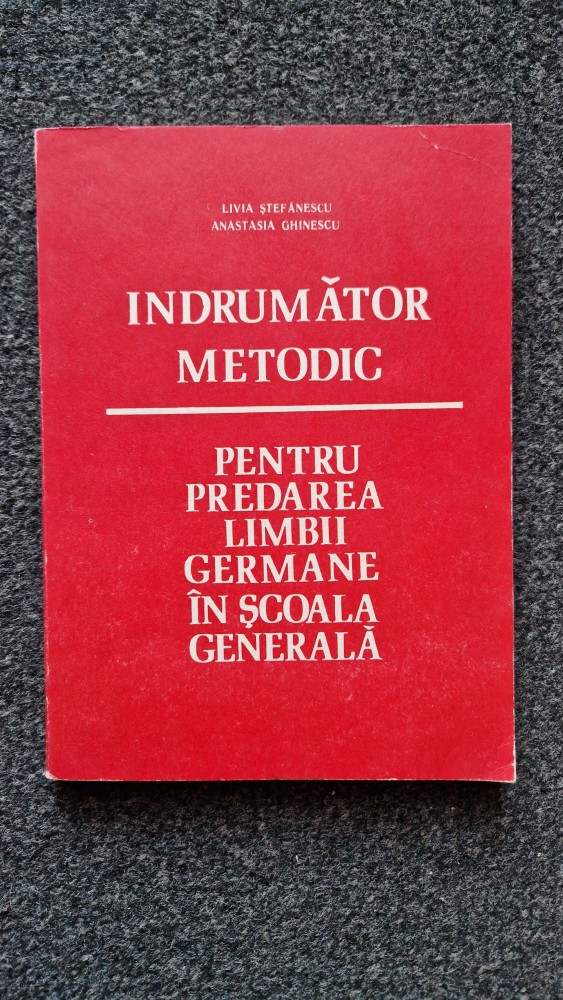 LIVIA ŞTEFĂNESCU
ANASTASIA GHINESCU
INDRUMĂTOR
METODIC
PENTRU
PREDAREA
LIMBII
GERMANE
ÎN ŞCOALA
GENERALĂ